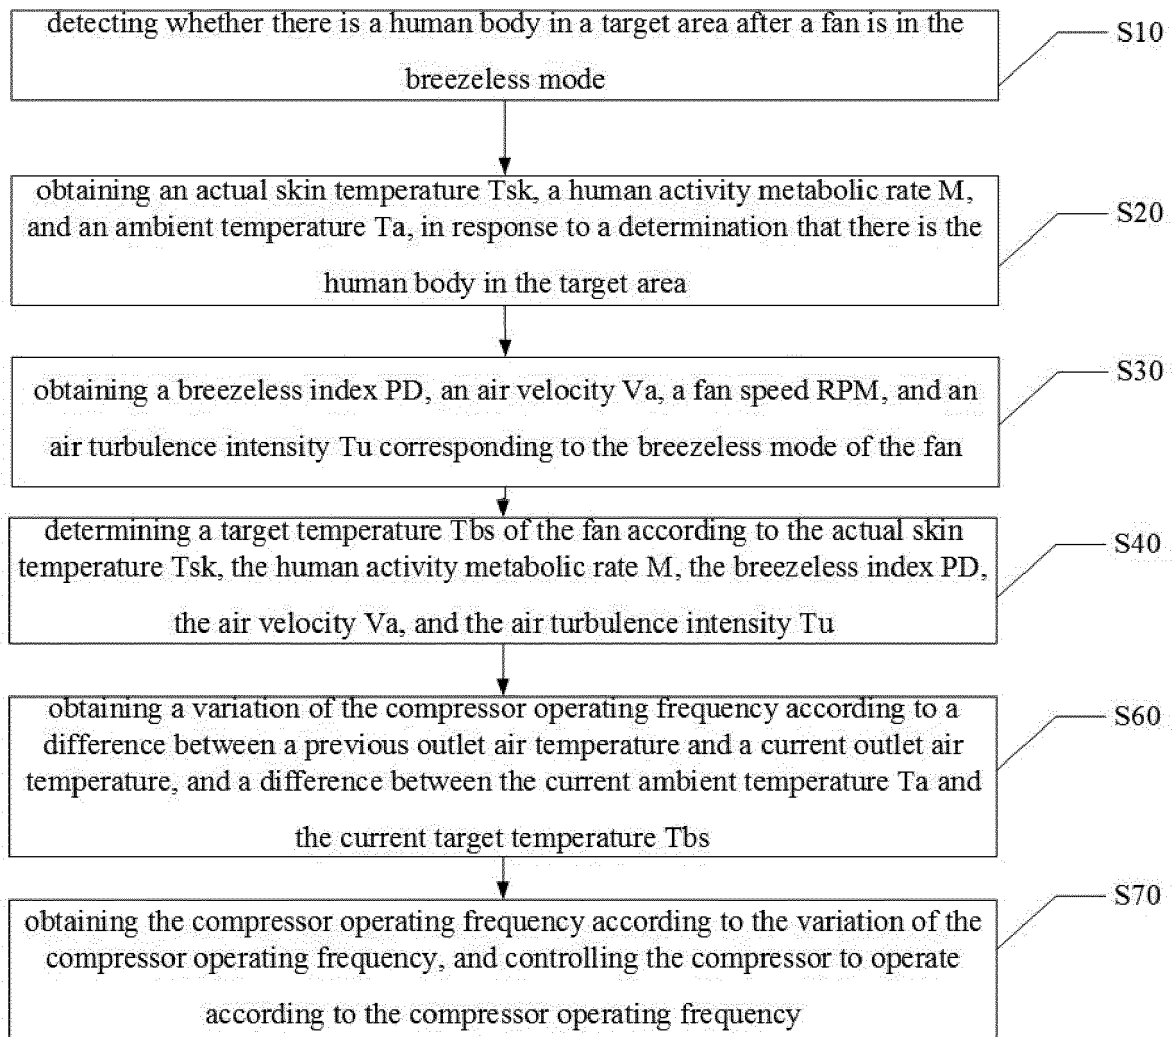 detecting whether there is a human body in a target area after a fan is in the
breezeless mode
S10
obtaining an actual skin temperature Tsk, a human activity metabolic rate M,
and an ambient temperature Ta, in response to a determination that there is the
human body in the target area
S20
obtaining a breezeless index PD, an air velocity Va, a fan speed RPM, and an
air turbulence intensity Tu corresponding to the breezeless mode of the fan
S30
determining a target temperature Tbs of the fan according to the actual skin
temperature Tsk, the human activity metabolic rate M, the breezeless index PD,
the air velocity Va, and the air turbulence intensity Tu
S40
obtaining a variation of the compressor operating frequency according to a
difference between a previous outlet air temperature and a current outlet air
temperature, and a difference between the current ambient temperature Ta and
the current target temperature Tbs
S60
obtaining the compressor operating frequency according to the variation of the
compressor operating frequency, and controlling the compressor to operate
according to the compressor operating frequency
S70